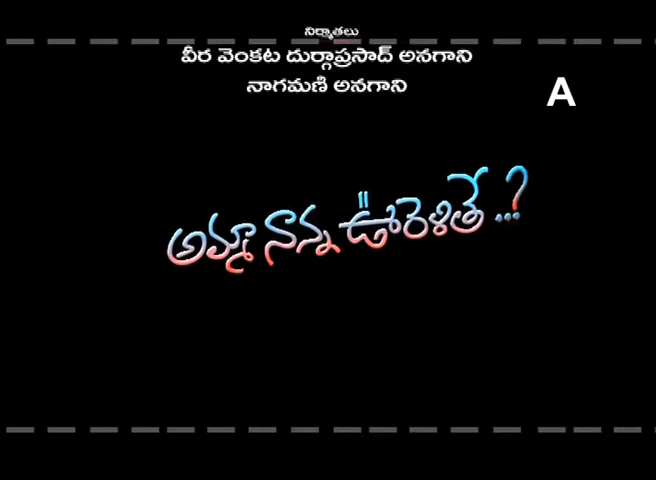 నిర్మాతలు
వీర వెంకట దుర్గాప్రసాద్ అనగాని
నాగమణి అనగాని
A
అమ్మా నాన్న ఊరెళితే...?